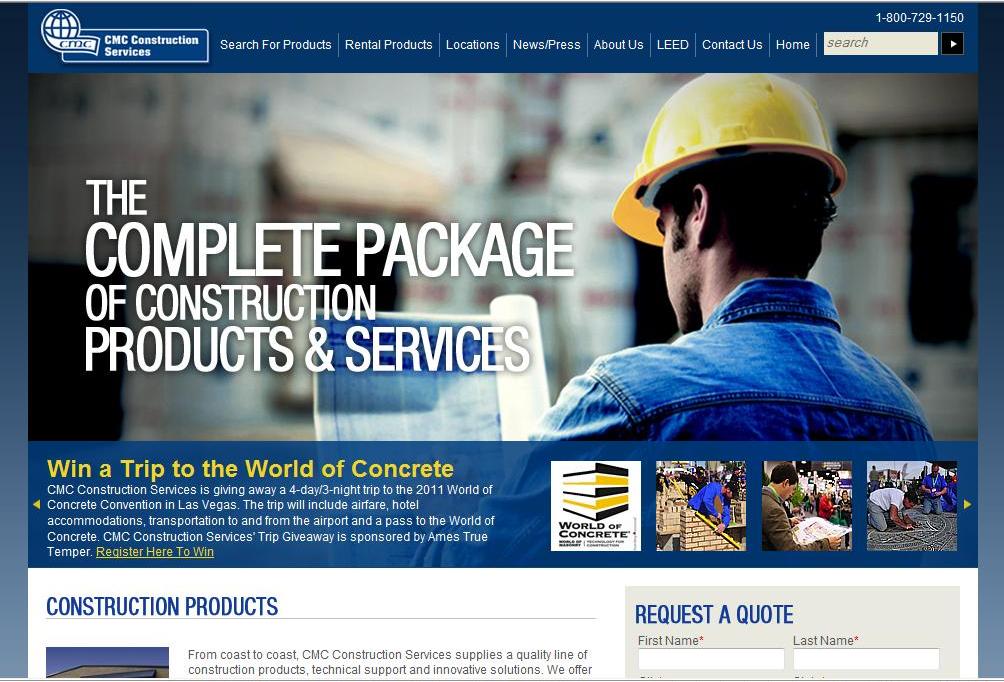 1-800-729-1150
CMC
CMC Construction
Services
Search For Products Rental Products Locations News/Press About Us LEED Contact Us Home search
THE
COMPLETE PACKAGE
OF CONSTRUCTION
PRODUCTS & SERVICES
Win a Trip to the World of Concrete
CMC Construction Services is giving away a 4-day/3-night trip to the 2011 World of
Concrete Convention in Las Vegas. The trip will include airfare, hotel
accommodations, transportation to and from the airport and a pass to the World of
Concrete. CMC Construction Services' Trip Giveaway is sponsored by Ames True
Temper. Register Here To Win
WORLD OF
CONCRETE
WORLD OF MASONRY TECHNOLOGY FOR CONSTRUCTION
CONSTRUCTION PRODUCTS
From coast to coast, CMC Construction Services supplies a quality line of
construction products, technical support and innovative solutions. We offer
REQUEST A QUOTE
First Name* Last Name*